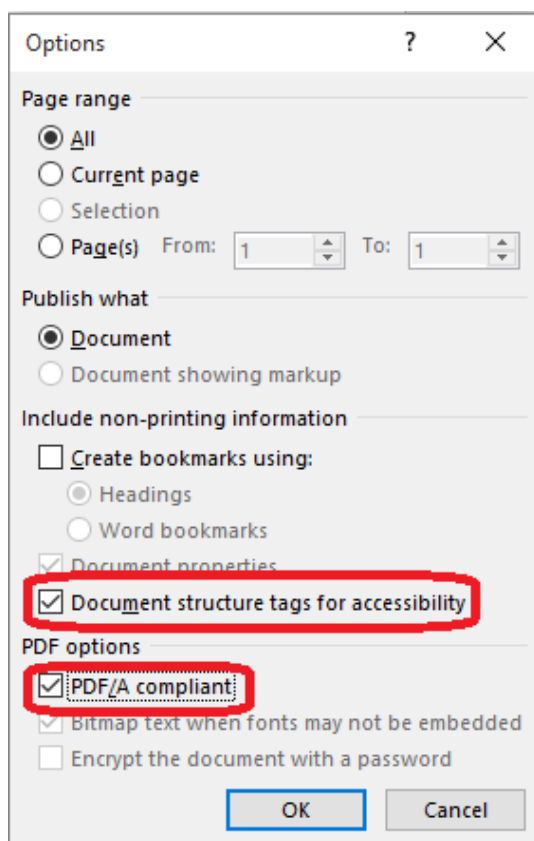 Options ? ×
Page range
All
Current page
Selection
Page(s) From: 1 To: 1
Publish what
Document
Document showing markup
Include non-printing information
Create bookmarks using:
Headings
Word bookmarks
Document properties
Document structure tags for accessibility
PDF options
PDF/A compliant
Bitmap text when fonts may not be embedded
Encrypt the document with a password
OK Cancel